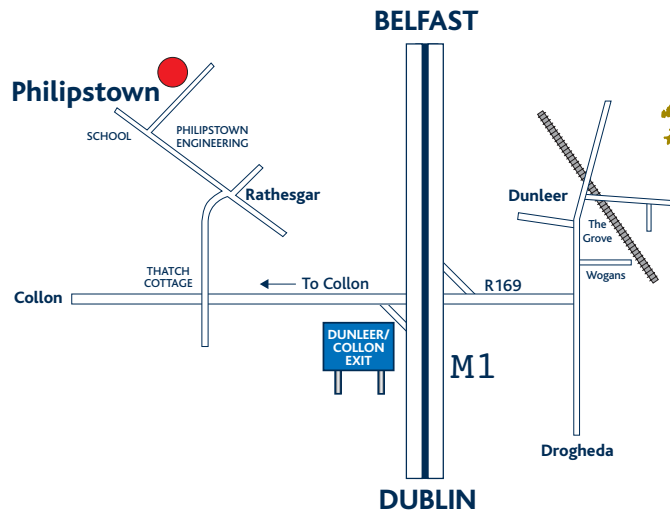 BELFAST
Philipstown
SCHOOL
PHILIPSTOWN
ENGINEERING
Rathesgar
Dunleer
The
Grove
Wogans
THATCH
COTTAGE
To Collon
R169
Collon
DUNLEER/
COLLON
EXIT
M1
Drogheda
DUBLIN